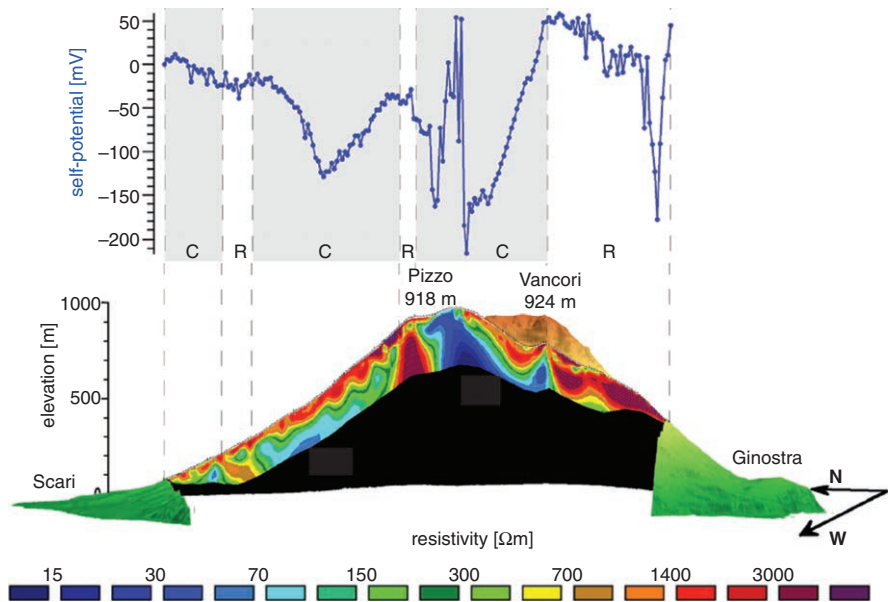 50
0
−50
−100
−150
−200
self-potential [mV]
C
R
C
R
C
R
Pizzo
918 m
Vancori
924 m
1000
500
0
elevation [m]
Scari
Ginostra
N
W
resistivity [Ωm]
15 30 70 150 300 700 1400 3000